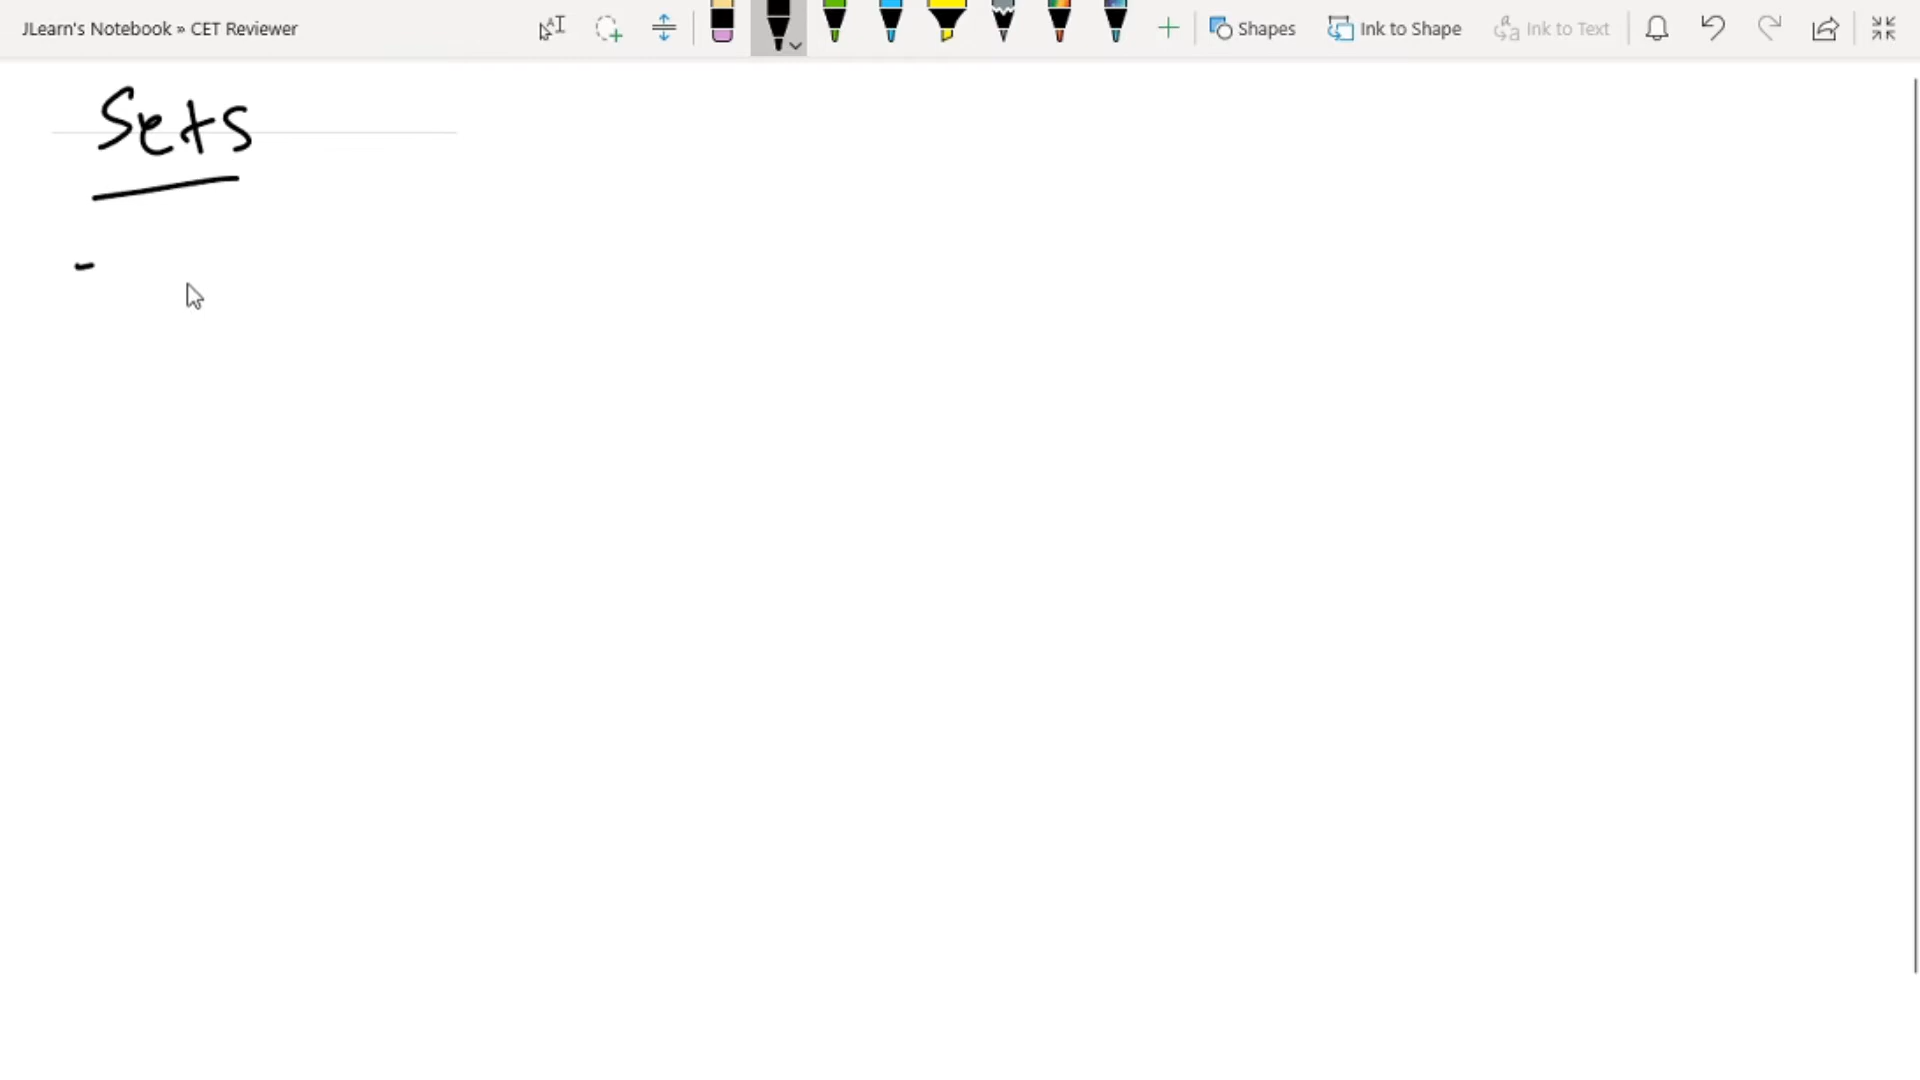 JLearn's Notebook » CET Reviewer
Shapes
Ink to Shape
Ink to Text
Sets
-